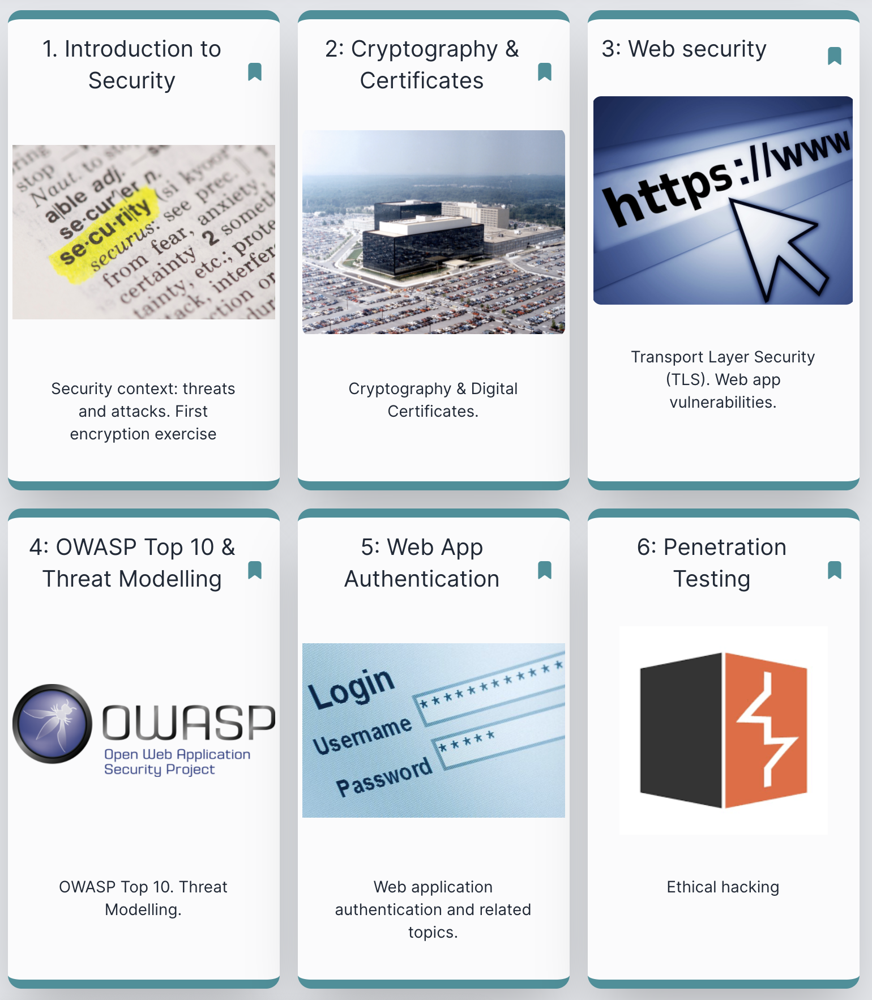 1. Introduction to
Security
ring
stop
Naut. to
able adj.
se·cur'er n.
se·cu·ri·ty (si kyoor'
securus: see prec. ]
from fear, anxiety,
certainty 2
tainty, etc.;
interfer
ction or
Security context: threats
and attacks. First
encryption exercise
2: Cryptography &
Certificates
Cryptography & Digital
Certificates.
3: Web security
https://www
Transport Layer Security
(TLS). Web app
vulnerabilities.
4: OWASP Top 10 &
Threat Modelling
OWASP
Open Web Application
Security Project
OWASP Top 10. Threat
Modelling.
5: Web App
Authentication
Login
Username ************
Password *****
Web application
authentication and related
topics.
6: Penetration
Testing
Ethical hacking